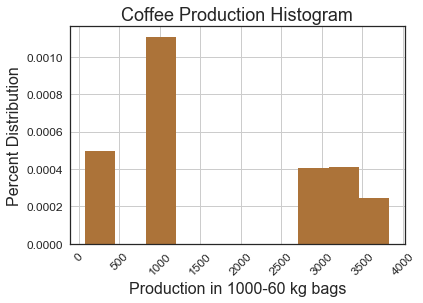 Coffee Production Histogram
Percent Distribution
0.0010
0.0008
0.0006
0.0004
0.0002
0.0000
0 500 1000 1500 2000 2500 3000 3500 4000
Production in 1000-60 kg bags